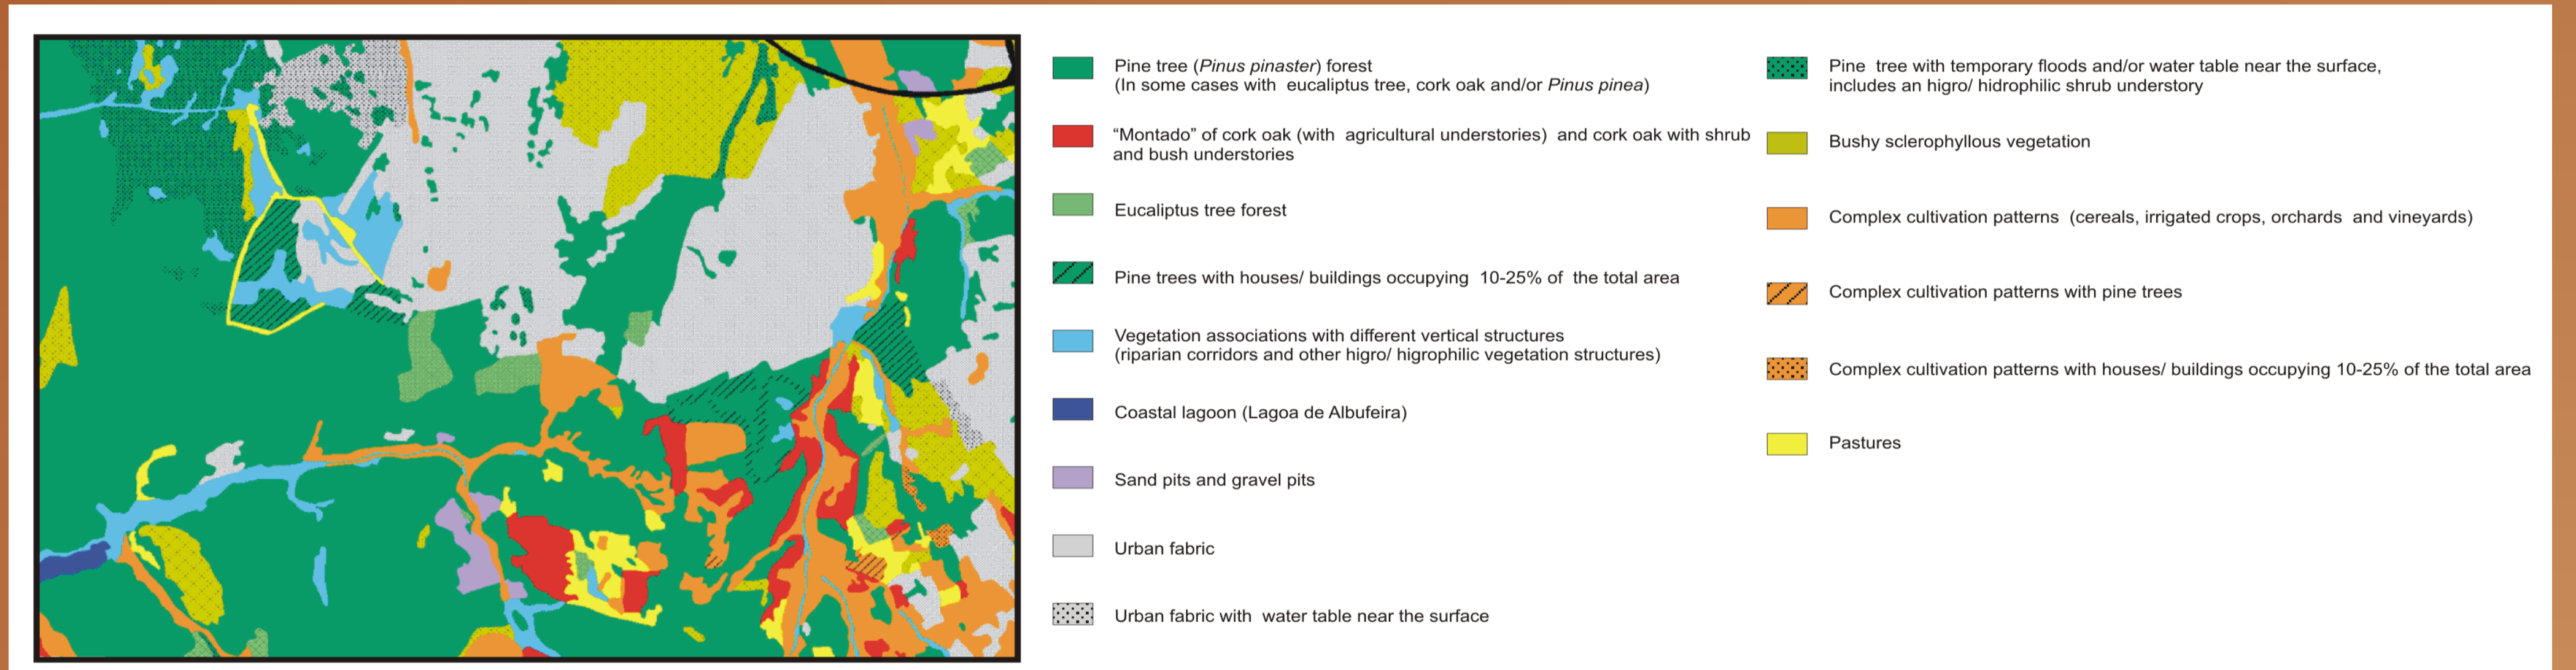 Pine tree (Pinus pinaster) forest
(In some cases with eucaliptus tree, cork oak and/or Pinus pinea)
“Montado” of cork oak (with agricultural understories) and cork oak with shrub
and bush understories
Eucaliptus tree forest
Pine trees with houses/ buildings occupying 10-25% of the total area
Vegetation associations with different vertical structures
(riparian corridors and other higro/ higrophilic vegetation structures)
Coastal lagoon (Lagoa de Albufeira)
Sand pits and gravel pits
Urban fabric
Urban fabric with water table near the surface
Pine tree with temporary floods and/or water table near the surface,
includes an higro/ hidrophilic shrub understory
Bushy sclerophyllous vegetation
Complex cultivation patterns (cereals, irrigated crops, orchards and vineyards)
Complex cultivation patterns with pine trees
Complex cultivation patterns with houses/ buildings occupying 10-25% of the total area
Pastures